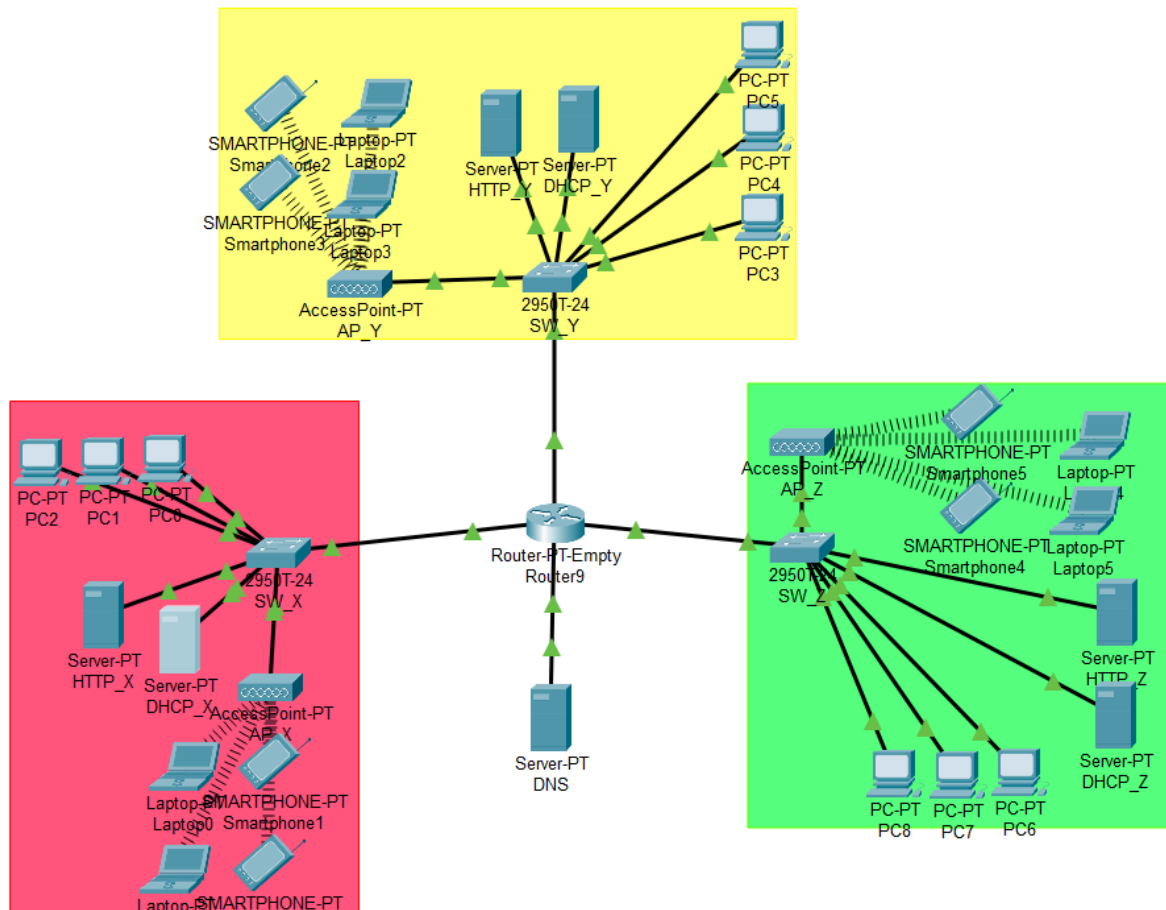 PC-PT
PC5
SMARTPHONE-PT
Smartphone2
Laptop-PT
Laptop2
Server-PT
HTTP_Y
Server-PT
DHCP_Y
PC-PT
PC4
SMARTPHONE-PT
Smartphone3
Laptop-PT
Laptop3
PC-PT
PC3
AccessPoint-PT
AP_Y
2950T-24
SW_Y
PC-PT
PC2
PC-PT
PC1
PC-PT
PC0
2950T-24
SW_X
Server-PT
HTTP_X
Server-PT
DHCP_X
AccessPoint-PT
AP_X
Laptop-PT
Laptop0
SMARTPHONE-PT
Smartphone1
Laptop-PT
SMARTPHONE-PT
Router-PT-Empty
Router9
Server-PT
DNS
AccessPoint-PT
AP_Z
SMARTPHONE-PT
Smartphone5
Laptop-PT
2950T-24
SW_Z
SMARTPHONE-PT
Smartphone4
Laptop-PT
Laptop5
Server-PT
HTTP_Z
Server-PT
DHCP_Z
PC-PT
PC8
PC-PT
PC7
PC-PT
PC6